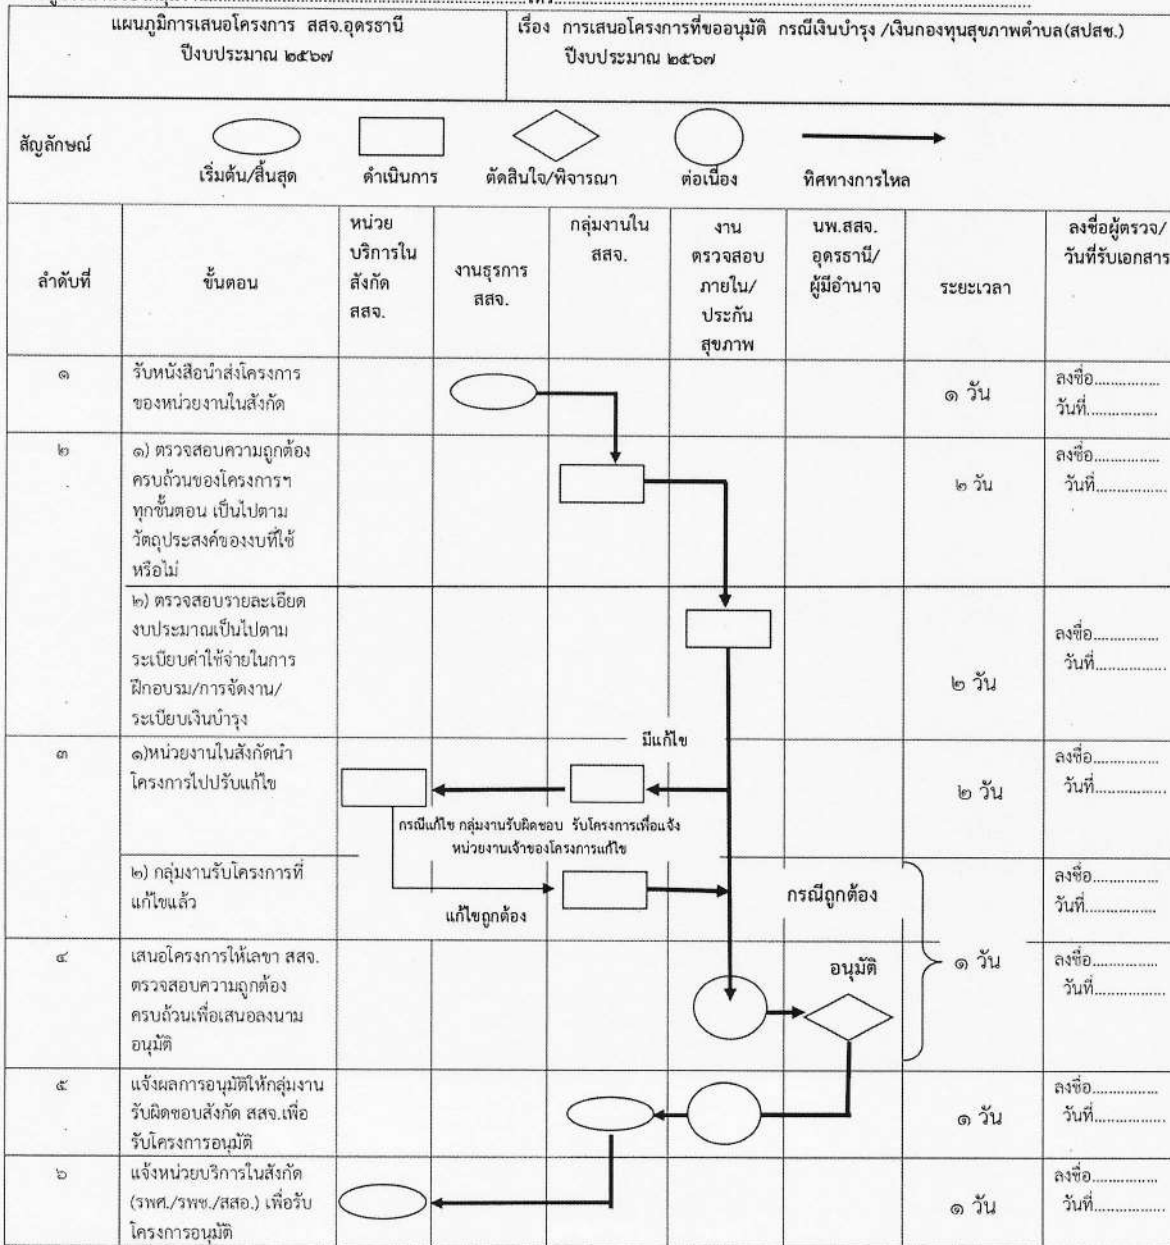 แผนภูมิการเสนอโครงการ สสจ.อุดรธานี
ปีงบประมาณ ๒๕๖๗
เรื่อง การเสนอโครงการที่ขออนุมัติ กรณีเงินบำรุง /เงินกองทุนสุขภาพตำบล(สปสช.)
ปีงบประมาณ ๒๕๖๗
สัญลักษณ์
เริ่มต้น/สิ้นสุด
ดำเนินการ
ตัดสินใจ/พิจารณา
ต่อเนื่อง
ทิศทางการไหล
ลำดับที่
ขั้นตอน
หน่วย
บริการใน
สังกัด
สสจ.
งานธุรการ
สสจ.
กลุ่มงานใน
สสจ.
งาน
ตรวจสอบ
ภายใน/
ประกัน
สุขภาพ
นพ.สสจ.
อุดรธานี/
ผู้มีอำนาจ
ระยะเวลา
ลงชื่อผู้ตรวจ/
วันที่รับเอกสาร
๑
รับหนังสือนำส่งโครงการ
ของหน่วยงานในสังกัด
๑ วัน
ลงชื่อ...............
วันที่.................
๒
๑) ตรวจสอบความถูกต้อง
ครบถ้วนของโครงการฯ
ทุกขั้นตอน เป็นไปตาม
วัตถุประสงค์ของงบที่ใช้
หรือไม่
๒ วัน
ลงชื่อ...............
วันที่.................
๒) ตรวจสอบรายละเอียด
งบประมาณเป็นไปตาม
ระเบียบค่าใช้จ่ายในการ
ฝึกอบรม/การจัดงาน/
ระเบียบเงินบำรุง
๒ วัน
ลงชื่อ...............
วันที่.................
มีแก้ไข
๓
๑)หน่วยงานในสังกัดนำ
โครงการไปปรับแก้ไข
๒ วัน
ลงชื่อ...............
วันที่.................
กรณีแก้ไข กลุ่มงานรับผิดชอบ รับโครงการเพื่อแจ้ง
หน่วยงานเจ้าของโครงการแก้ไข
๒) กลุ่มงานรับโครงการที่
แก้ไขแล้ว
แก้ไขถูกต้อง
กรณีถูกต้อง
ลงชื่อ...............
วันที่.................
๔
เสนอโครงการให้เลขา สสจ.
ตรวจสอบความถูกต้อง
ครบถ้วนเพื่อเสนอลงนาม
อนุมัติ
อนุมัติ
๑ วัน
ลงชื่อ...............
วันที่.................
๕
แจ้งผลการอนุมัติให้กลุ่มงาน
รับผิดชอบสังกัด สสจ.เพื่อ
รับโครงการอนุมัติ
๑ วัน
ลงชื่อ...............
วันที่.................
๖
แจ้งหน่วยบริการในสังกัด
(รพศ./รพช./สสอ.) เพื่อรับ
โครงการอนุมัติ
๑ วัน
ลงชื่อ...............
วันที่.................